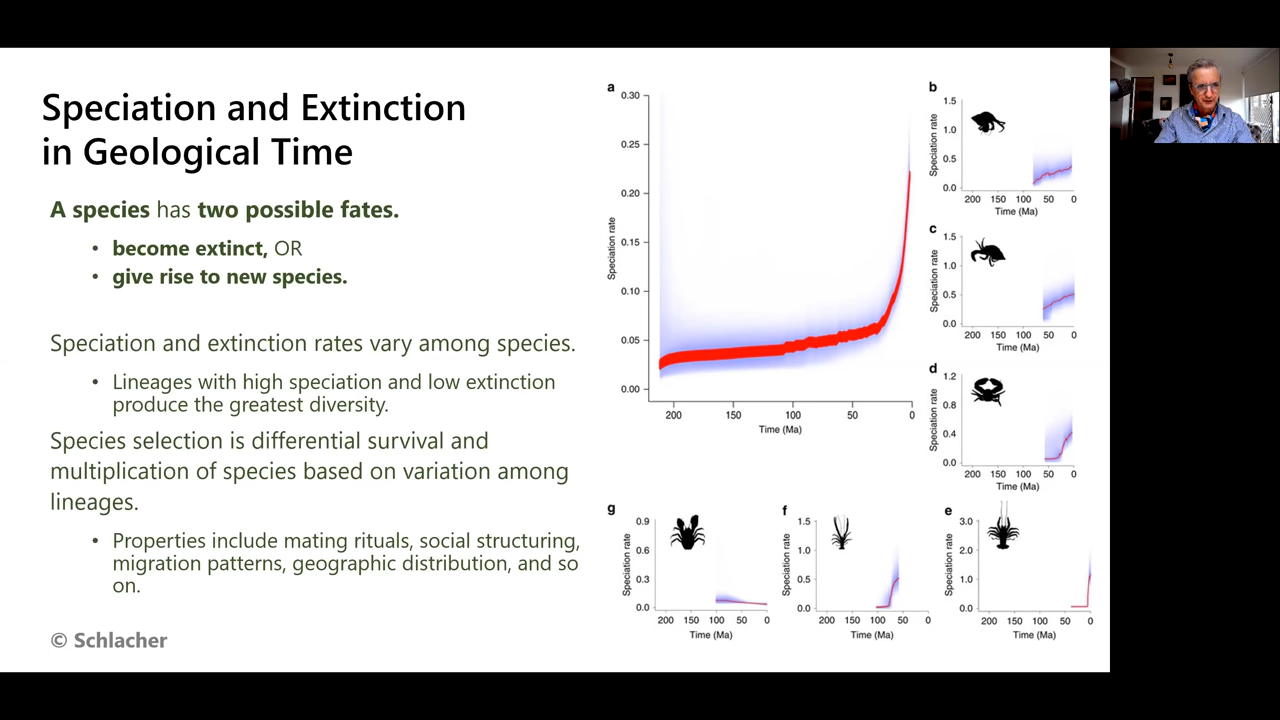 Speciation and Extinction
in Geological Time
A species has two possible fates.
• become extinct, OR
• give rise to new species.
Speciation and extinction rates vary among species.
• Lineages with high speciation and low extinction
produce the greatest diversity.
Species selection is differential survival and
multiplication of species based on variation among
lineages.
• Properties include mating rituals, social structuring,
migration patterns, geographic distribution, and so
on.
© Schlacher
a
0.30
0.25
0.20
0.15
0.10
0.05
0.00
Speciation rate
200 150 100 50 0
Time (Ma)
b
1.5
1.0
0.5
0.0
Speciation rate
200 150 100 50 0
Time (Ma)
c
1.5
1.0
0.5
0.0
Speciation rate
200 150 100 50 0
Time (Ma)
d
1.2
0.8
0.4
0.0
Speciation rate
200 150 100 50 0
Time (Ma)
g
0.9
0.6
0.3
0.0
Speciation rate
200 150 100 50 0
Time (Ma)
f
1.5
1.0
0.5
0.0
Speciation rate
200 150 100 50 0
Time (Ma)
e
3.0
2.0
1.0
0.0
Speciation rate
200 150 100 50 0
Time (Ma)